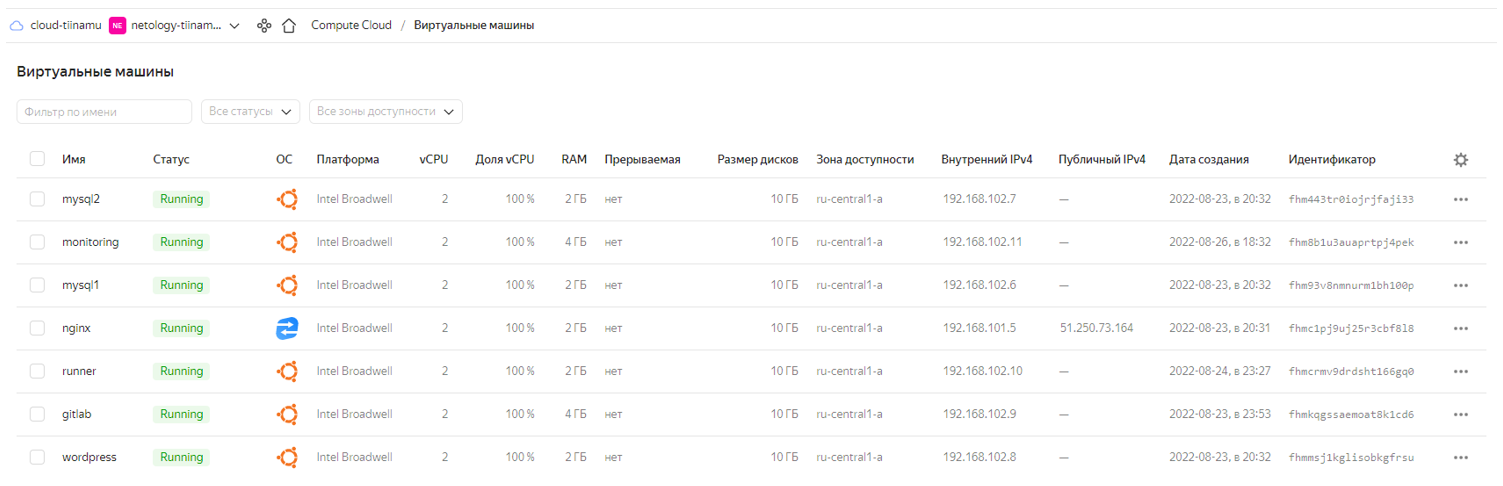 cloud-tiinamu NE netology-tiinam... Compute Cloud / Виртуальные машины
Виртуальные машины
Фильтр по имени Все статусы Все зоны доступности
Имя Статус ОС Платформа vCPU Доля vCPU RAM Прерываемая Размер дисков Зона доступности Внутренний IPv4 Публичный IPv4 Дата создания Идентификатор
mysql2 Running Intel Broadwell 2 100 % 2 ГБ нет 10 ГБ ru-central1-a 192.168.102.7 — 2022-08-23, в 20:32 fhm443tr0iojrjfaji33
monitoring Running Intel Broadwell 2 100 % 4 ГБ нет 10 ГБ ru-central1-a 192.168.102.11 — 2022-08-26, в 18:32 fhm8b1u3auaprtpj4pek
mysql1 Running Intel Broadwell 2 100 % 2 ГБ нет 10 ГБ ru-central1-a 192.168.102.6 — 2022-08-23, в 20:32 fhm93v8nmnurm1bh100p
nginx Running Intel Broadwell 2 100 % 2 ГБ нет 10 ГБ ru-central1-a 192.168.101.5 51.250.73.164 2022-08-23, в 20:31 fhmc1pj9uj25r3cbf8l8
runner Running Intel Broadwell 2 100 % 2 ГБ нет 10 ГБ ru-central1-a 192.168.102.10 — 2022-08-24, в 23:27 fhmcrmv9drdsht166gq0
gitlab Running Intel Broadwell 2 100 % 4 ГБ нет 10 ГБ ru-central1-a 192.168.102.9 — 2022-08-23, в 23:53 fhmkqgssaemoat8k1cd6
wordpress Running Intel Broadwell 2 100 % 2 ГБ нет 10 ГБ ru-central1-a 192.168.102.8 — 2022-08-23, в 20:32 fhmmsj1kglisobkgfrsu